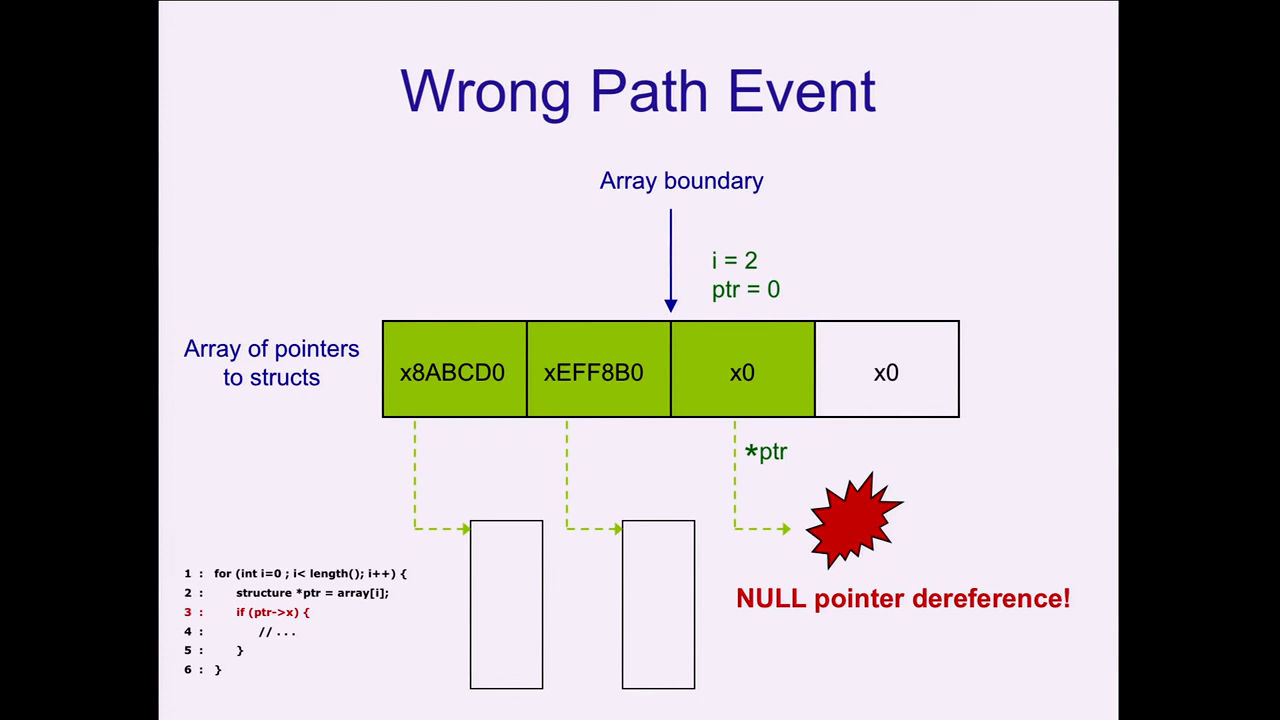 Wrong Path Event
Array boundary
i = 2
ptr = 0
Array of pointers
to structs
x8ABCD0
xEFF8B0
x0
x0
*ptr
NULL pointer dereference!
1 : for (int i=0 ; i< length(); i++) {
2 : structure *ptr = array[i];
3 : if (ptr->x) {
4 : // . . .
5 : }
6 : }